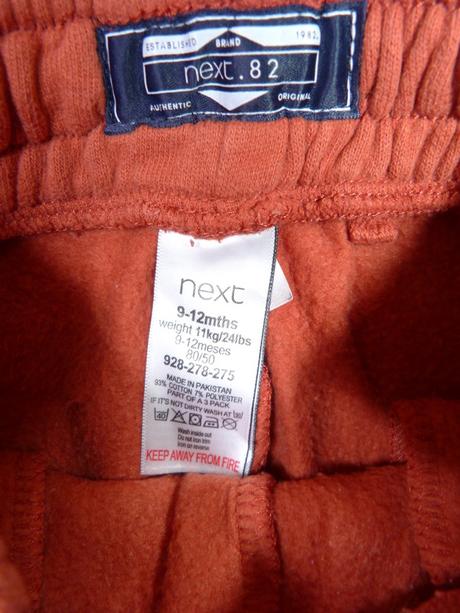 ESTABLISHED BRAND 1982.
next.82
AUTHENTIC ORIGINAL
next
9-12mths
weight 11kg/24lbs
9-12meses
80/50
928-278-275
MADE IN PAKISTAN
93% COTTON 7% POLYESTER
PART OF A 3 PACK
IF IT'S NOT DIRTY WASH AT 30°
40
Wash inside out
Do not iron trim
Iron on reverse
KEEP AWAY FROM FIRE